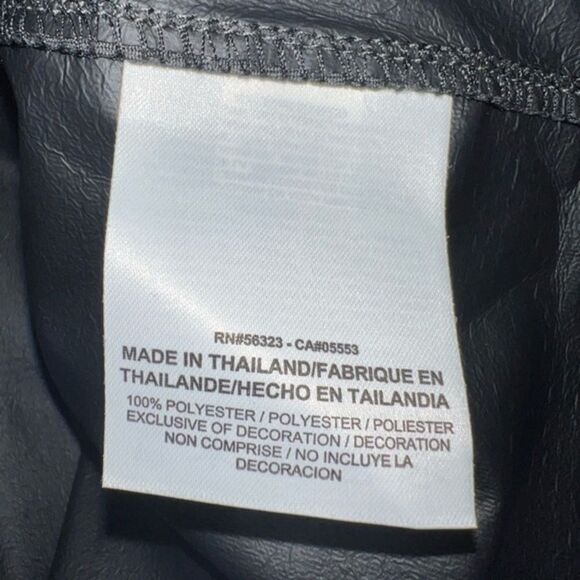 RN#56323 - CA#05553
MADE IN THAILAND/FABRIQUE EN
THAILANDE/HECHO EN TAILANDIA
100% POLYESTER / POLYESTER / POLIESTER
EXCLUSIVE OF DECORATION / DECORATION
NON COMPRISE / NO INCLUYE LA
DECORACION